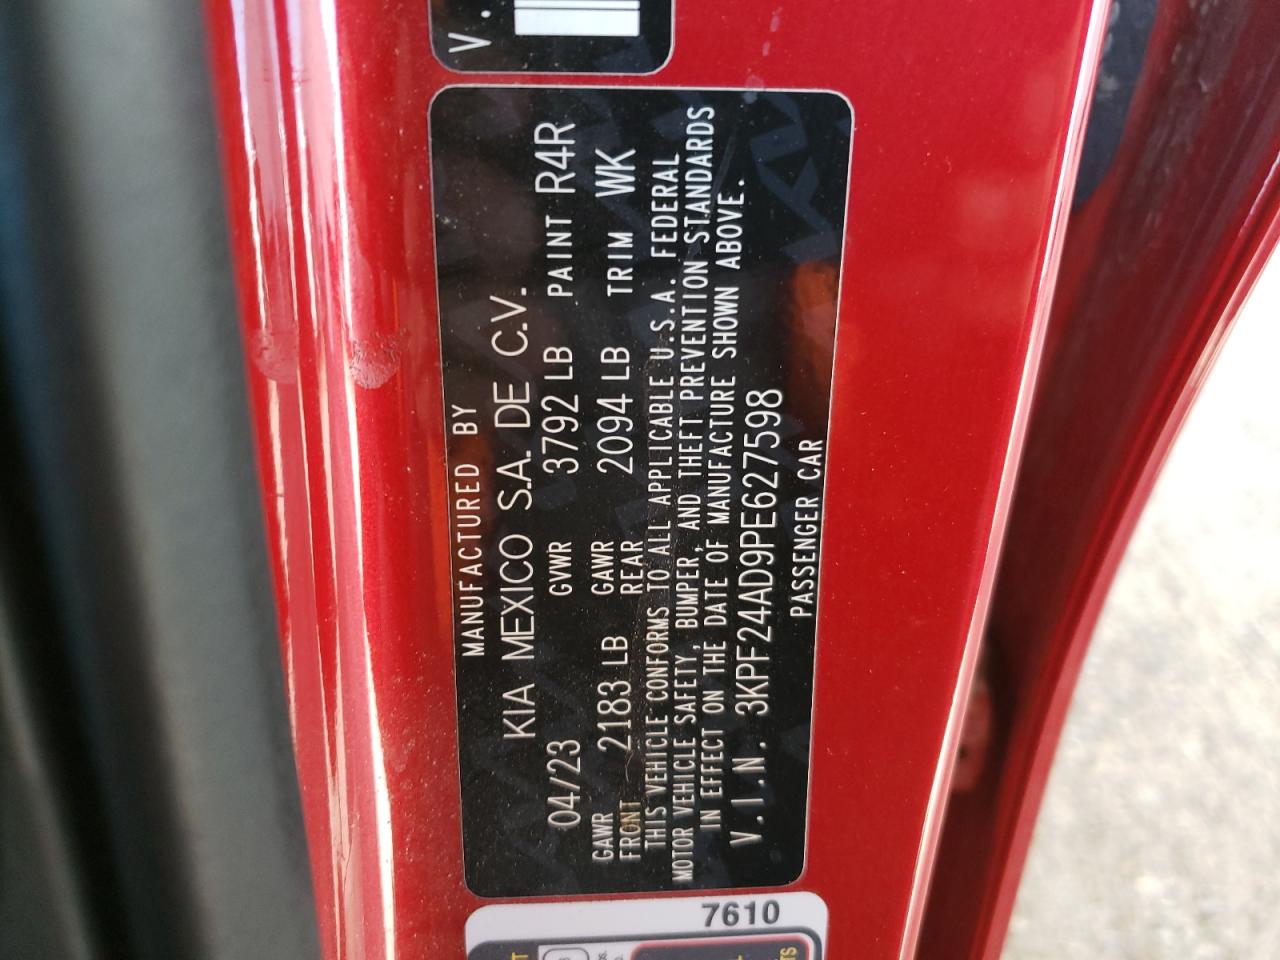 V.
MANUFACTURED BY
KIA MEXICO S.A. DE C.V.
04/23 GVWR 3792 LB PAINT R4R
GAWR FRONT 2183 LB GAWR REAR 2094 LB TRIM WK
THIS VEHICLE CONFORMS TO ALL APPLICABLE U.S.A. FEDERAL
MOTOR VEHICLE SAFETY, BUMPER, AND THEFT PREVENTION STANDARDS
IN EFFECT ON THE DATE OF MANUFACTURE SHOWN ABOVE.
V.I.N. 3KPF24AD9PE627598
PASSENGER CAR
7610